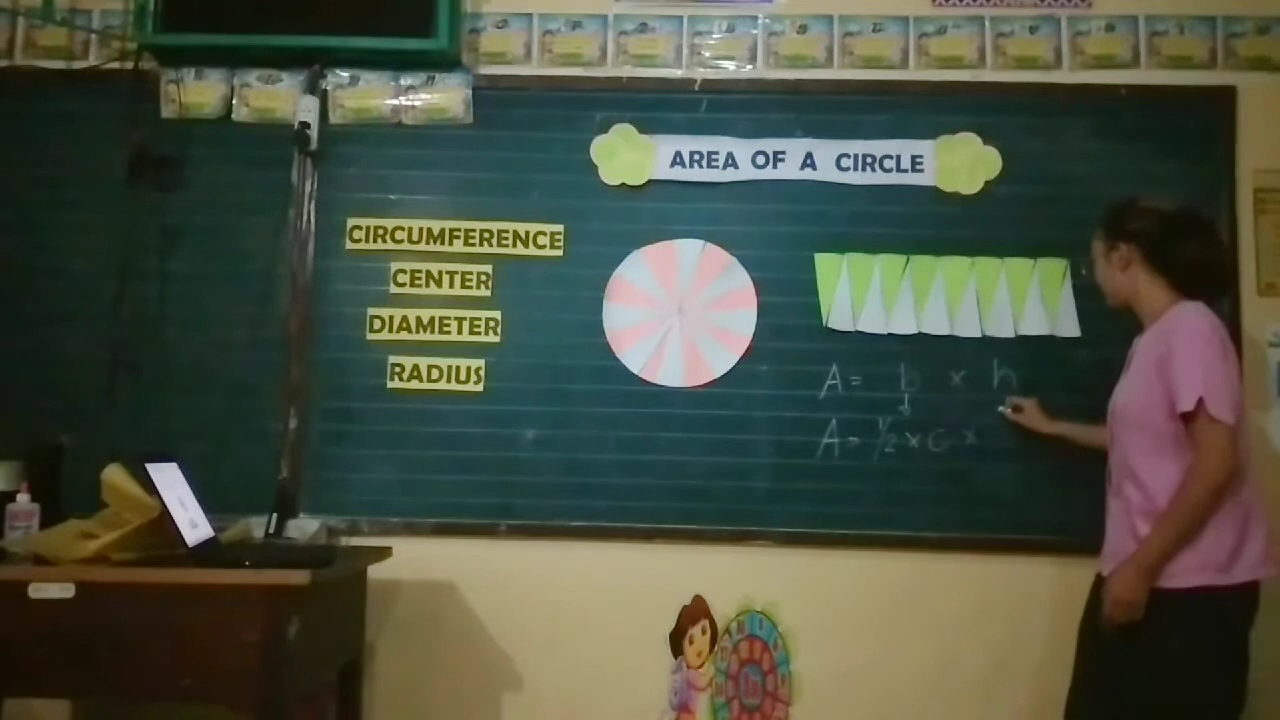 AREA OF A CIRCLE
CIRCUMFERENCE
CENTER
DIAMETER
RADIUS
A = b x h
↓
A = 1/2 x C x